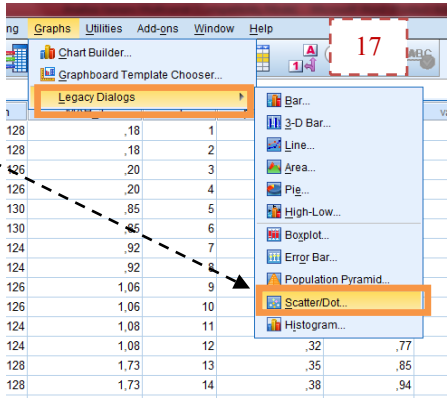 ng Graphs Utilities Add-ons Window Help
17
Chart Builder...
Graphboard Template Chooser...
Legacy Dialogs
Bar...
3-D Bar...
Line...
Area...
Pie...
High-Low...
Boxplot...
Error Bar...
Population Pyramid...
Scatter/Dot...
Histogram...
128 ,18 1
128 ,18 2
126 ,20 3
126 ,20 4
130 ,85 5
130 ,85 6
124 ,92 7
124 ,92 8
126 1,06 9
126 1,06 10
124 1,08 11
124 1,08 12 ,32 ,77
128 1,73 13 ,35 ,85
128 1,73 14 ,38 ,94